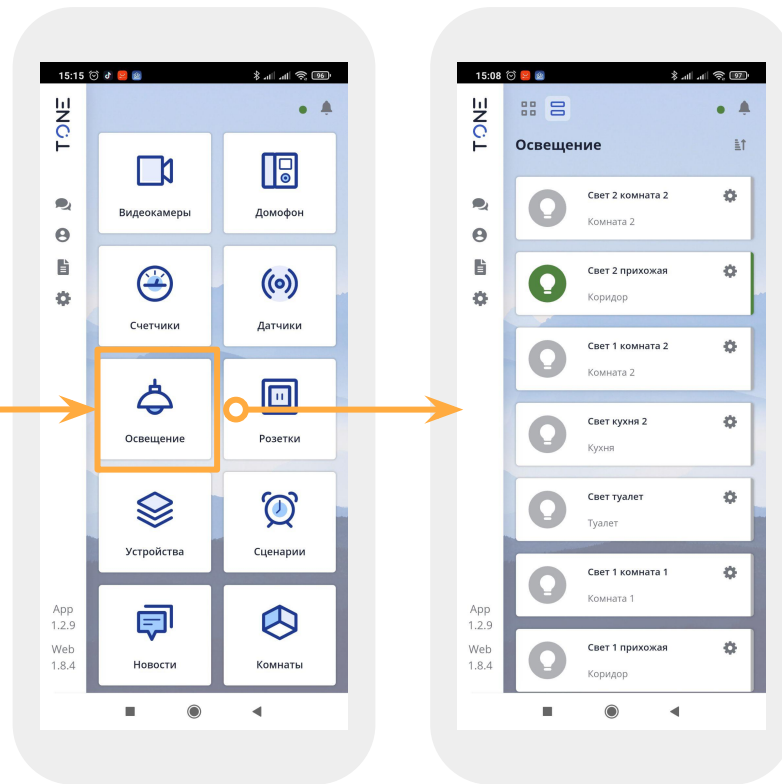 15:15
96
TONE
Видеокамеры
Домофон
Счетчики
Датчики
Освещение
Розетки
Устройства
Сценарии
App
1.2.9
Web
1.8.4
Новости
Комнаты
15:08
97
TONE
Освещение
Свет 2 комната 2
Комната 2
Свет 2 прихожая
Коридор
Свет 1 комната 2
Комната 2
Свет кухня 2
Кухня
Свет туалет
Туалет
Свет 1 комната 1
Комната 1
App
1.2.9
Web
1.8.4
Свет 1 прихожая
Коридор